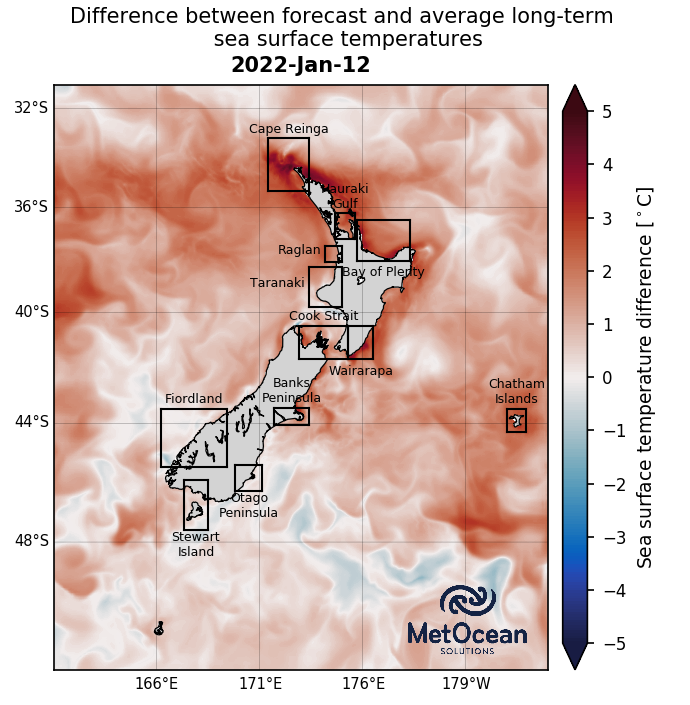 Difference between forecast and average long-term
sea surface temperatures
2022-Jan-12
32°S
36°S
40°S
44°S
48°S
Cape Reinga
Hauraki
Gulf
Raglan
Bay of Plenty
Taranaki
Cook Strait
Wairarapa
Banks
Peninsula
Fiordland
Chatham
Islands
Otago
Peninsula
Stewart
Island
MetOcean
SOLUTIONS
166°E
171°E
176°E
179°W
5
4
3
2
1
0
−1
−2
−3
−4
−5
Sea surface temperature difference [°C]